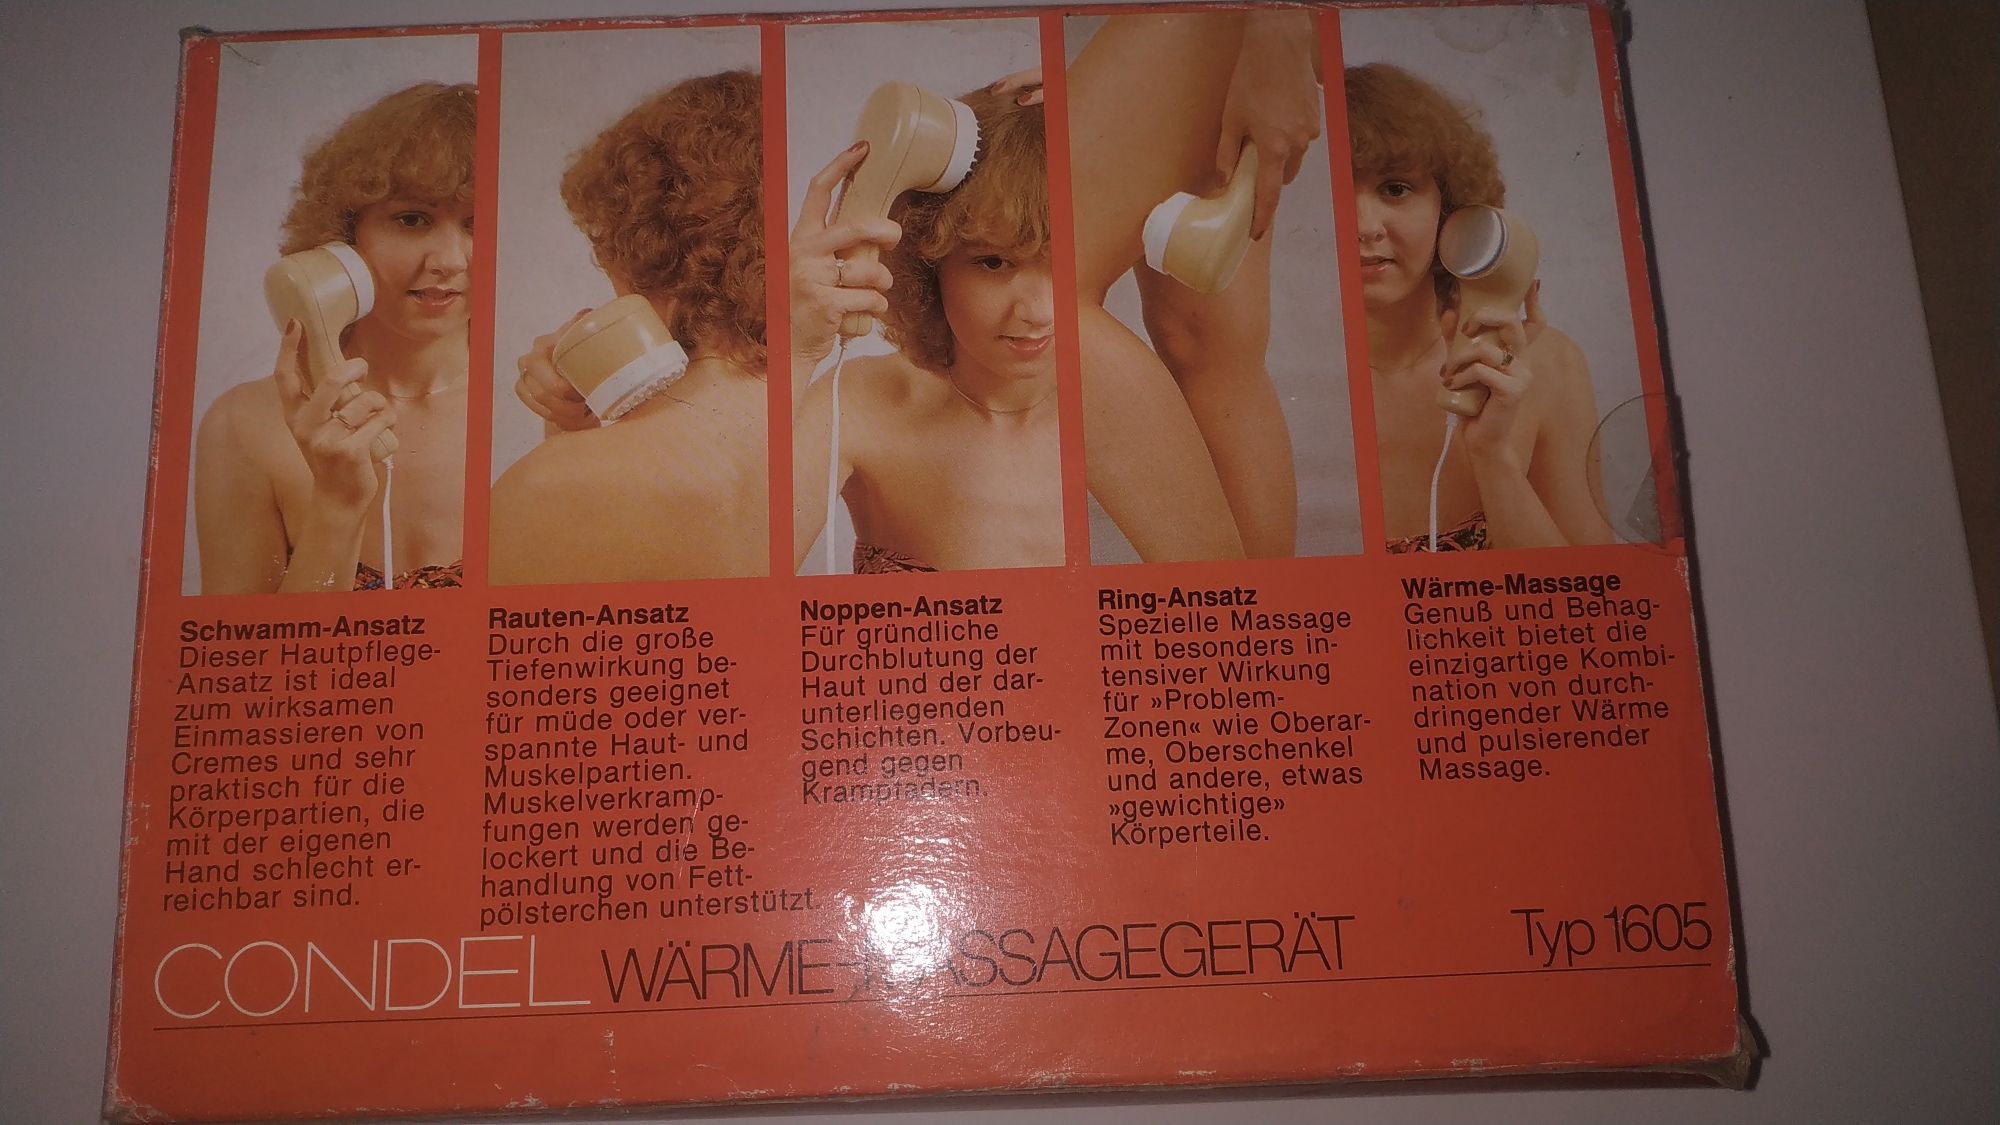 Schwamm-Ansatz
Dieser Hautpflege-
Ansatz ist ideal
zum wirksamen
Einmassieren von
Cremes und sehr
praktisch für die
Körperpartien, die
mit der eigenen
Hand schlecht er-
reichbar sind.
Rauten-Ansatz
Durch die große
Tiefenwirkung be-
sonders geeignet
für müde oder ver-
spannte Haut- und
Muskelpartien.
Muskelverkramp-
fungen werden ge-
lockert und die Be-
handlung von Fett-
pölsterchen unterstützt.
Noppen-Ansatz
Für gründliche
Durchblutung der
Haut und der dar-
unterliegenden
Schichten. Vorbeu-
gend gegen
Krampfadern.
Ring-Ansatz
Spezielle Massage
mit besonders in-
tensiver Wirkung
für »Problem-
Zonen« wie Oberar-
me, Oberschenkel
und andere, etwas
»gewichtige»
Körperteile.
Wärme-Massage
Genuß und Behag-
lichkeit bietet die
einzigartige Kombi-
nation von durch-
dringender Wärme
und pulsierender
Massage.
CONDEL WÄRME-MASSAGEGERÄT Typ 1605